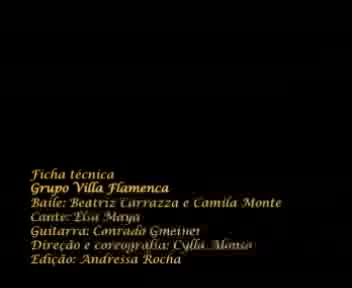 Ficha técnica
Grupo Villa Flamenca
Baile: Beatriz Carrazza e Camila Monte
Cante: Elsa Maya
Guitarra: Conrado Gmeiner
Direção e coreografia: Cylla Alonso
Edição: Andressa Rocha